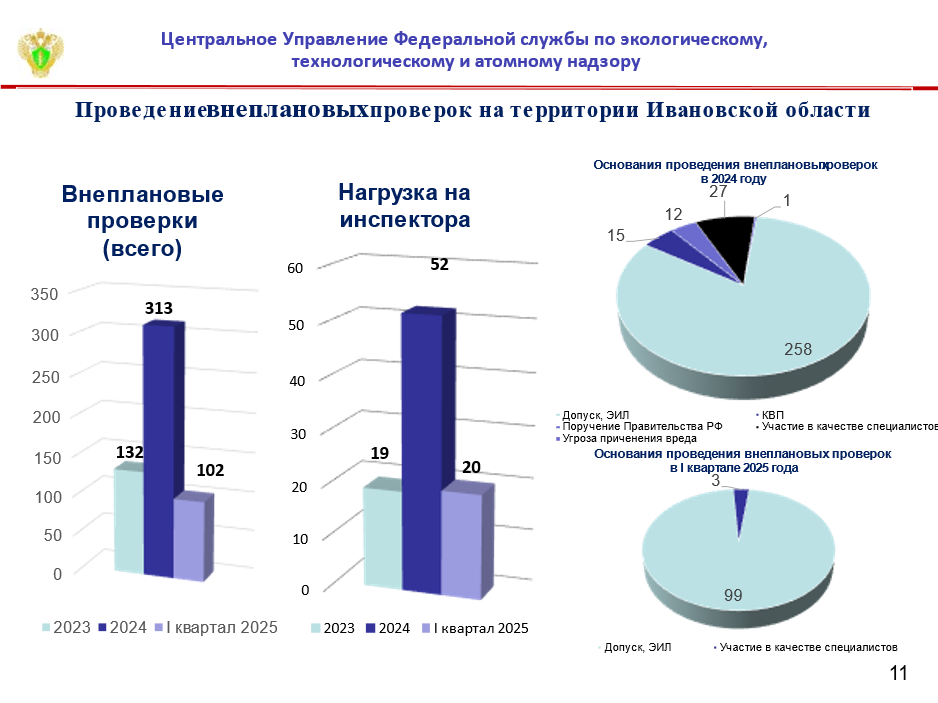 Центральное Управление Федеральной службы по экологическому,
технологическому и атомному надзору
Проведениевнеплановыхпроверок на территории Ивановской области
Внеплановые
проверки
(всего)
350
300
250
200
150
100
50
0
132
313
102
2023 2024 I квартал 2025
Нагрузка на
инспектора
60
50
40
30
20
10
0
19
52
20
2023 2024 I квартал 2025
Основания проведения внеплановыхпроверок
в 2024 году
15
12
27
1
258
Допуск, ЭИЛ КВП
Поручение Правительства РФ Участие в качестве специалистов
Угроза приченения вреда
Основания проведения внеплановых проверок
в I квартале 2025 года
3
99
Допуск, ЭИЛ Участие в качестве специалистов
11